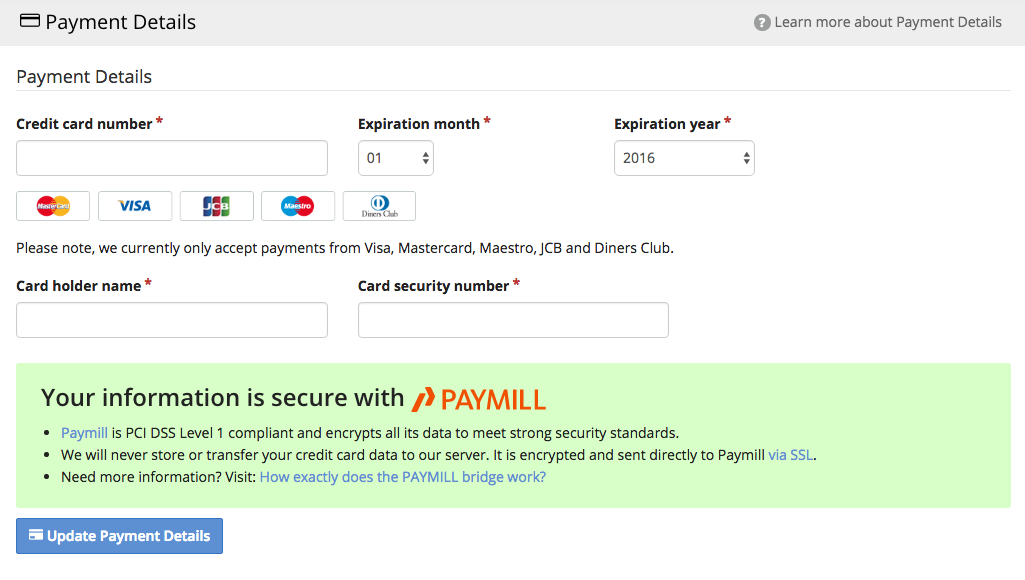 Payment Details
? Learn more about Payment Details
Payment Details
Credit card number * Expiration month * Expiration year *
01 2016
MasterCard VISA JCB Maestro Diners Club
Please note, we currently only accept payments from Visa, Mastercard, Maestro, JCB and Diners Club.
Card holder name * Card security number *
Your information is secure with PAYMILL
• Paymill is PCI DSS Level 1 compliant and encrypts all its data to meet strong security standards.
• We will never store or transfer your credit card data to our server. It is encrypted and sent directly to Paymill via SSL.
• Need more information? Visit: How exactly does the PAYMILL bridge work?
Update Payment Details